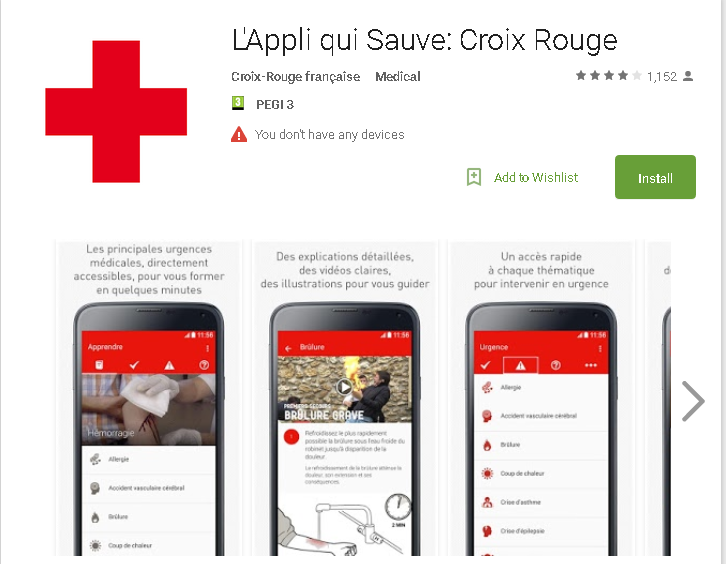 L'Appli qui Sauve: Croix Rouge
Croix-Rouge française Medical
1,152
3 PEGI 3
You don't have any devices
Add to Wishlist
Install
Les principales urgences
médicales, directement
accessibles, pour vous former
en quelques minutes
11:56
Apprendre
Hémorragie
Allergie
Accident vasculaire cérébral
Brûlure
Coup de chaleur
Des explications détaillées,
des vidéos claires,
des illustrations pour vous guider
11:56
Brûlure
PREMIERS SECOURS
BRÛLURE GRAVE
1
Refroidissez le plus rapidement
possible la brûlure sous l'eau froide du
robinet jusqu'à disparition de la
douleur.
Le refroidissement de la brûlure atténue la
douleur, son extension et ses
conséquences.
2 MIN
Un accès rapide
à chaque thématique
pour intervenir en urgence
11:56
Urgence
Allergie
Accident vasculaire cérébral
Brûlure
Coup de chaleur
Crise d'asthme
Crise d'épilepsie